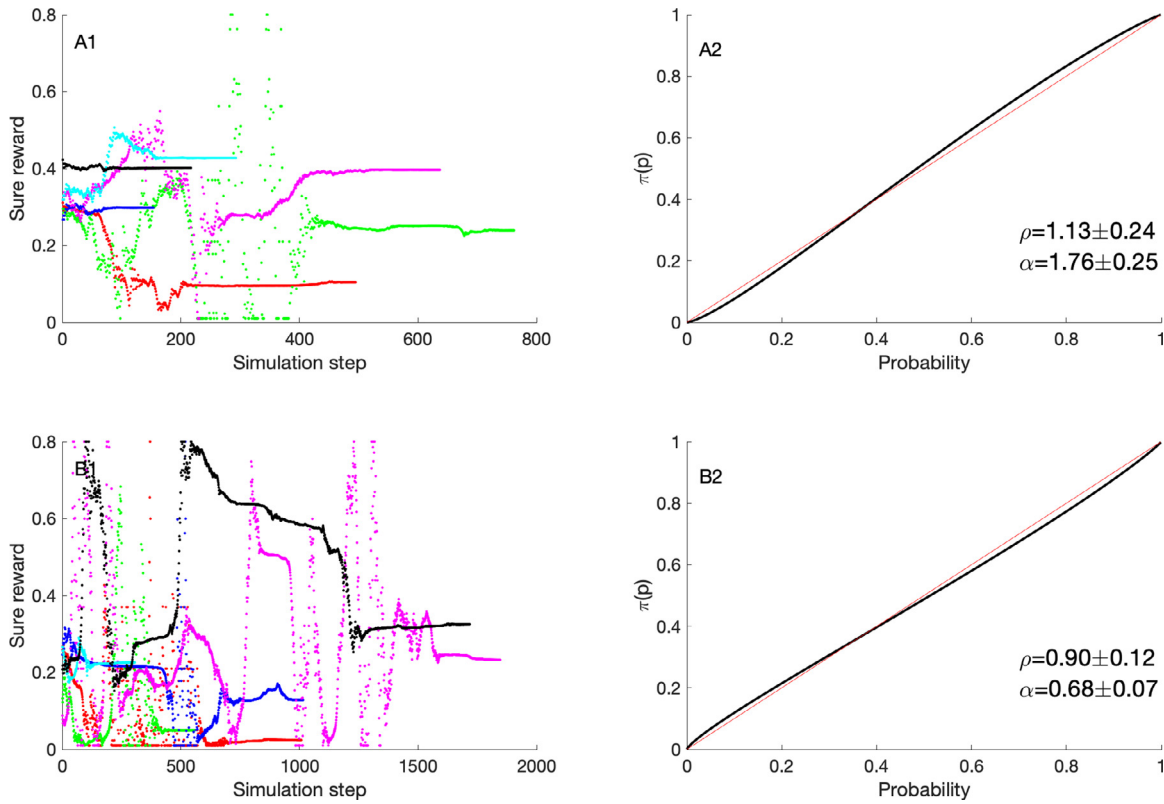 A1
Sure reward
0.8
0.6
0.4
0.2
0
0
200
400
600
800
Simulation step
A2
π(p)
1
0.8
0.6
0.4
0.2
0
0
0.2
0.4
0.6
0.8
1
Probability
ρ=1.13±0.24
α=1.76±0.25
B1
Sure reward
0.8
0.6
0.4
0.2
0
0
500
1000
1500
2000
Simulation step
B2
π(p)
1
0.8
0.6
0.4
0.2
0
0
0.2
0.4
0.6
0.8
1
Probability
ρ=0.90±0.12
α=0.68±0.07